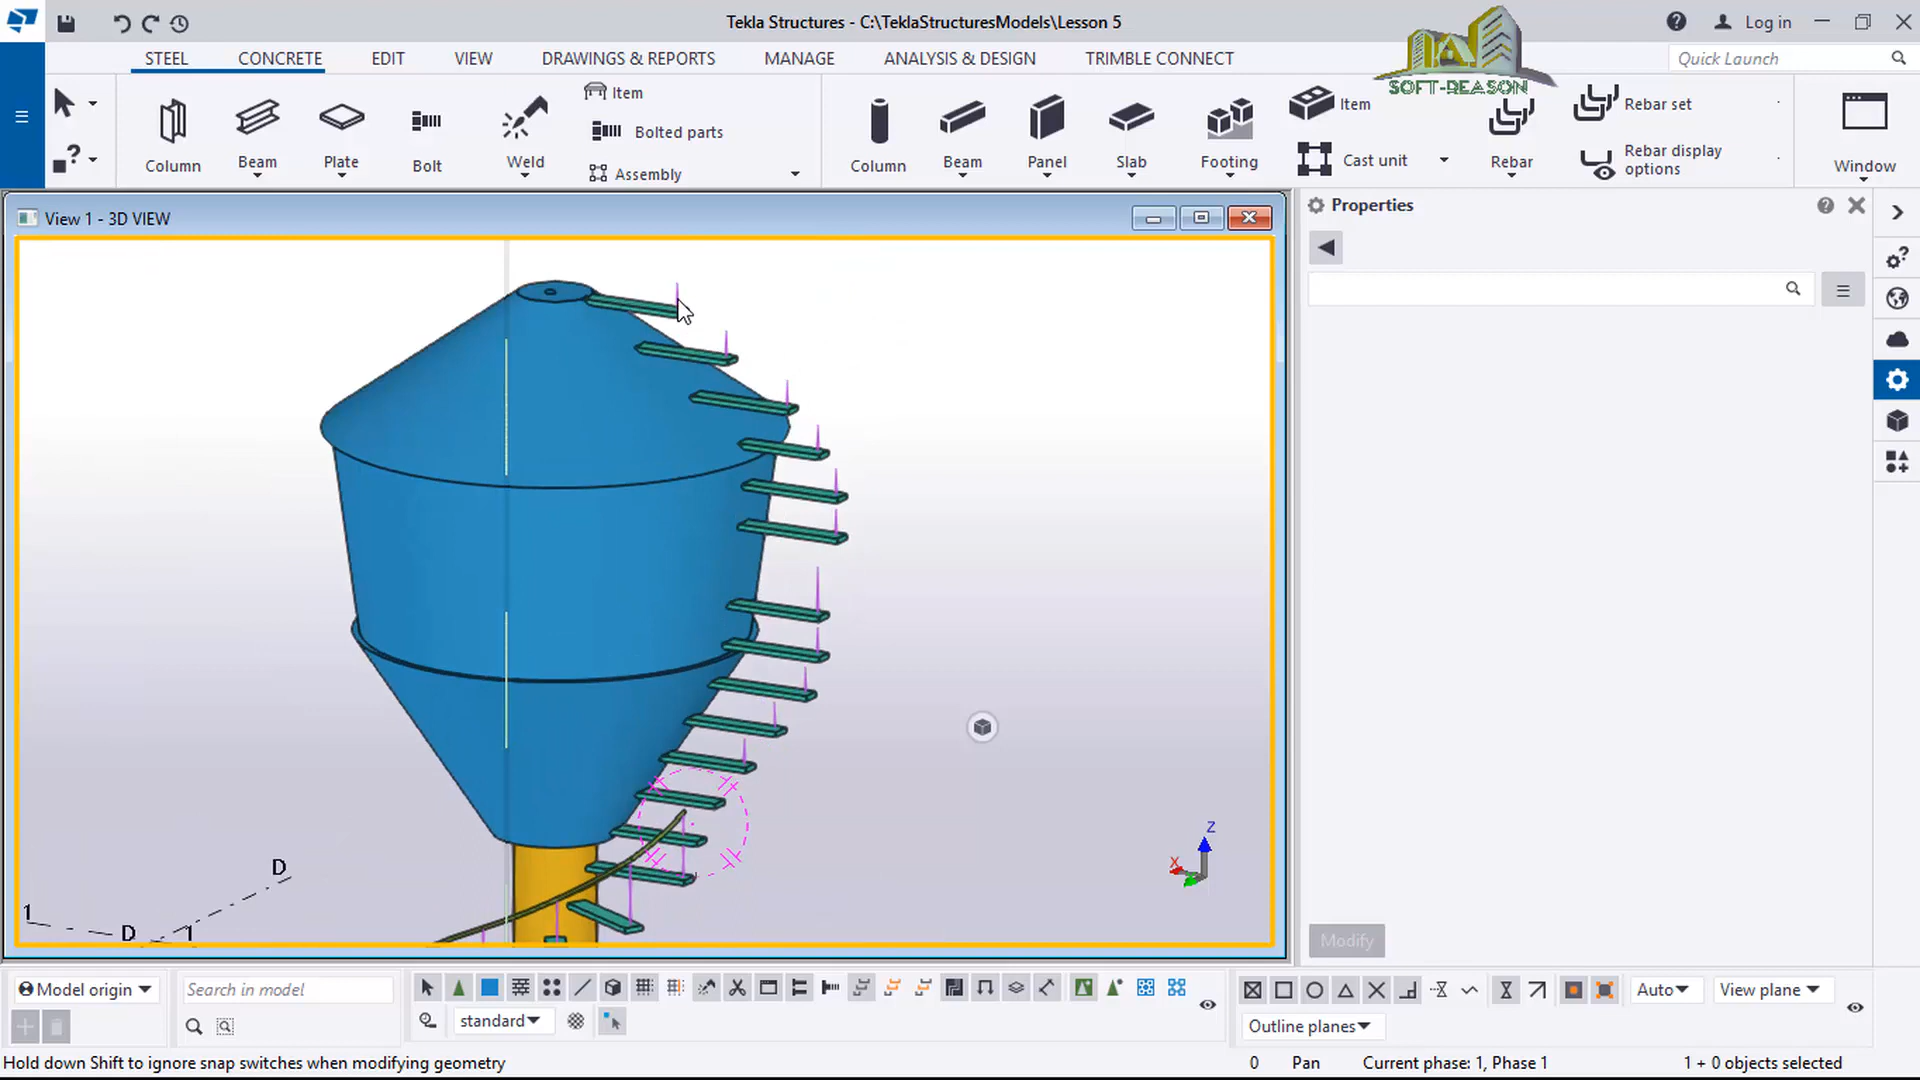 Tekla Structures - C:\TeklaStructuresModels\Lesson 5
Log in
STEEL CONCRETE EDIT VIEW DRAWINGS & REPORTS MANAGE ANALYSIS & DESIGN TRIMBLE CONNECT
Quick Launch
SOFT-REASON
Column
Beam
Plate
Bolt
Weld
Item
Bolted parts
Assembly
Column
Beam
Panel
Slab
Footing
Item
Cast unit
Rebar
Rebar set
Rebar display
options
Window
View 1 - 3D VIEW
Properties
Z
X
D
1
D
1
Modify
Model origin
Search in model
standard
Auto
View plane
Outline planes
Hold down Shift to ignore snap switches when modifying geometry
0 Pan Current phase: 1, Phase 1 1 + 0 objects selected